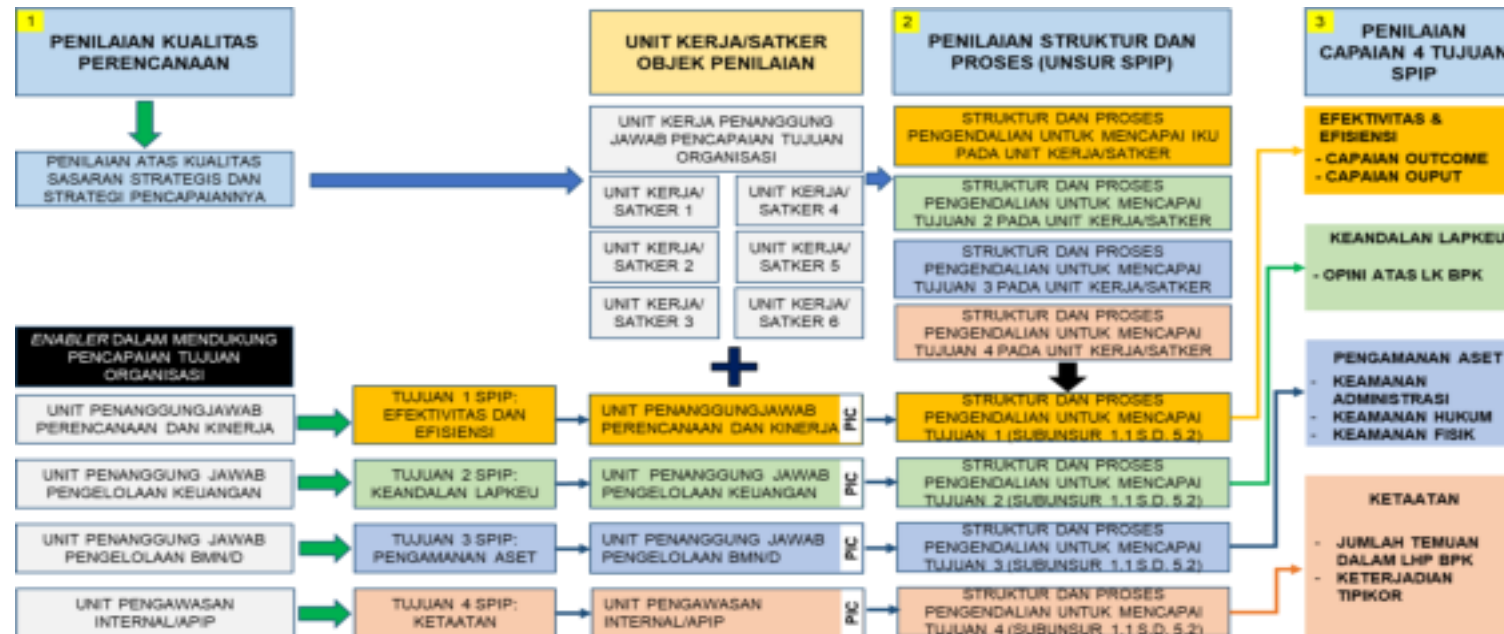 1
PENILAIAN KUALITAS
PERENCANAAN
PENILAIAN ATAS KUALITAS
SASARAN STRATEGIS DAN
STRATEGI PENCAPAIANNYA
UNIT KERJA/SATKER
OBJEK PENILAIAN
UNIT KERJA PENANGGUNG
JAWAB PENCAPAIAN TUJUAN
ORGANISASI
UNIT KERJA/
SATKER 1
UNIT KERJA/
SATKER 4
UNIT KERJA/
SATKER 2
UNIT KERJA/
SATKER 5
UNIT KERJA/
SATKER 3
UNIT KERJA/
SATKER 6
2
PENILAIAN STRUKTUR DAN
PROSES (UNSUR SPIP)
STRUKTUR DAN PROSES
PENGENDALIAN UNTUK MENCAPAI IKU
PADA UNIT KERJA/SATKER
STRUKTUR DAN PROSES
PENGENDALIAN UNTUK MENCAPAI
TUJUAN 2 PADA UNIT KERJA/SATKER
STRUKTUR DAN PROSES
PENGENDALIAN UNTUK MENCAPAI
TUJUAN 3 PADA UNIT KERJA/SATKER
STRUKTUR DAN PROSES
PENGENDALIAN UNTUK MENCAPAI
TUJUAN 4 PADA UNIT KERJA/SATKER
3
PENILAIAN
CAPAIAN 4 TUJUAN
SPIP
EFEKTIVITAS &
EFISIENSI
- CAPAIAN OUTCOME
- CAPAIAN OUPUT
KEANDALAN LAPKEU
- OPINI ATAS LK BPK
PENGAMANAN ASET
- KEAMANAN
ADMINISTRASI
- KEAMANAN HUKUM
- KEAMANAN FISIK
KETAATAN
- JUMLAH TEMUAN
DALAM LHP BPK
- KETERJADIAN
TIPIKOR
ENABLER DALAM MENDUKUNG
PENCAPAIAN TUJUAN
ORGANISASI
UNIT PENANGGUNGJAWAB
PERENCANAAN DAN KINERJA
TUJUAN 1 SPIP:
EFEKTIVITAS DAN
EFISIENSI
UNIT PENANGGUNGJAWAB
PERENCANAAN DAN KINERJA
PIC
STRUKTUR DAN PROSES
PENGENDALIAN UNTUK MENCAPAI
TUJUAN 1 (SUBUNSUR 1.1 S.D. 5.2)
UNIT PENANGGUNG JAWAB
PENGELOLAAN KEUANGAN
TUJUAN 2 SPIP:
KEANDALAN LAPKEU
UNIT PENANGGUNG JAWAB
PENGELOLAAN KEUANGAN
PIC
STRUKTUR DAN PROSES
PENGENDALIAN UNTUK MENCAPAI
TUJUAN 2 (SUBUNSUR 1.1 S.D. 5.2)
UNIT PENANGGUNG JAWAB
PENGELOLAAN BMN/D
TUJUAN 3 SPIP:
PENGAMANAN ASET
UNIT PENANGGUNG JAWAB
PENGELOLAAN BMN/D
PIC
STRUKTUR DAN PROSES
PENGENDALIAN UNTUK MENCAPAI
TUJUAN 3 (SUBUNSUR 1.1 S.D. 5.2)
UNIT PENGAWASAN
INTERNAL/APIP
TUJUAN 4 SPIP:
KETAATAN
UNIT PENGAWASAN
INTERNAL/APIP
PIC
STRUKTUR DAN PROSES
PENGENDALIAN UNTUK MENCAPAI
TUJUAN 4 (SUBUNSUR 1.1 S.D. 5.2)